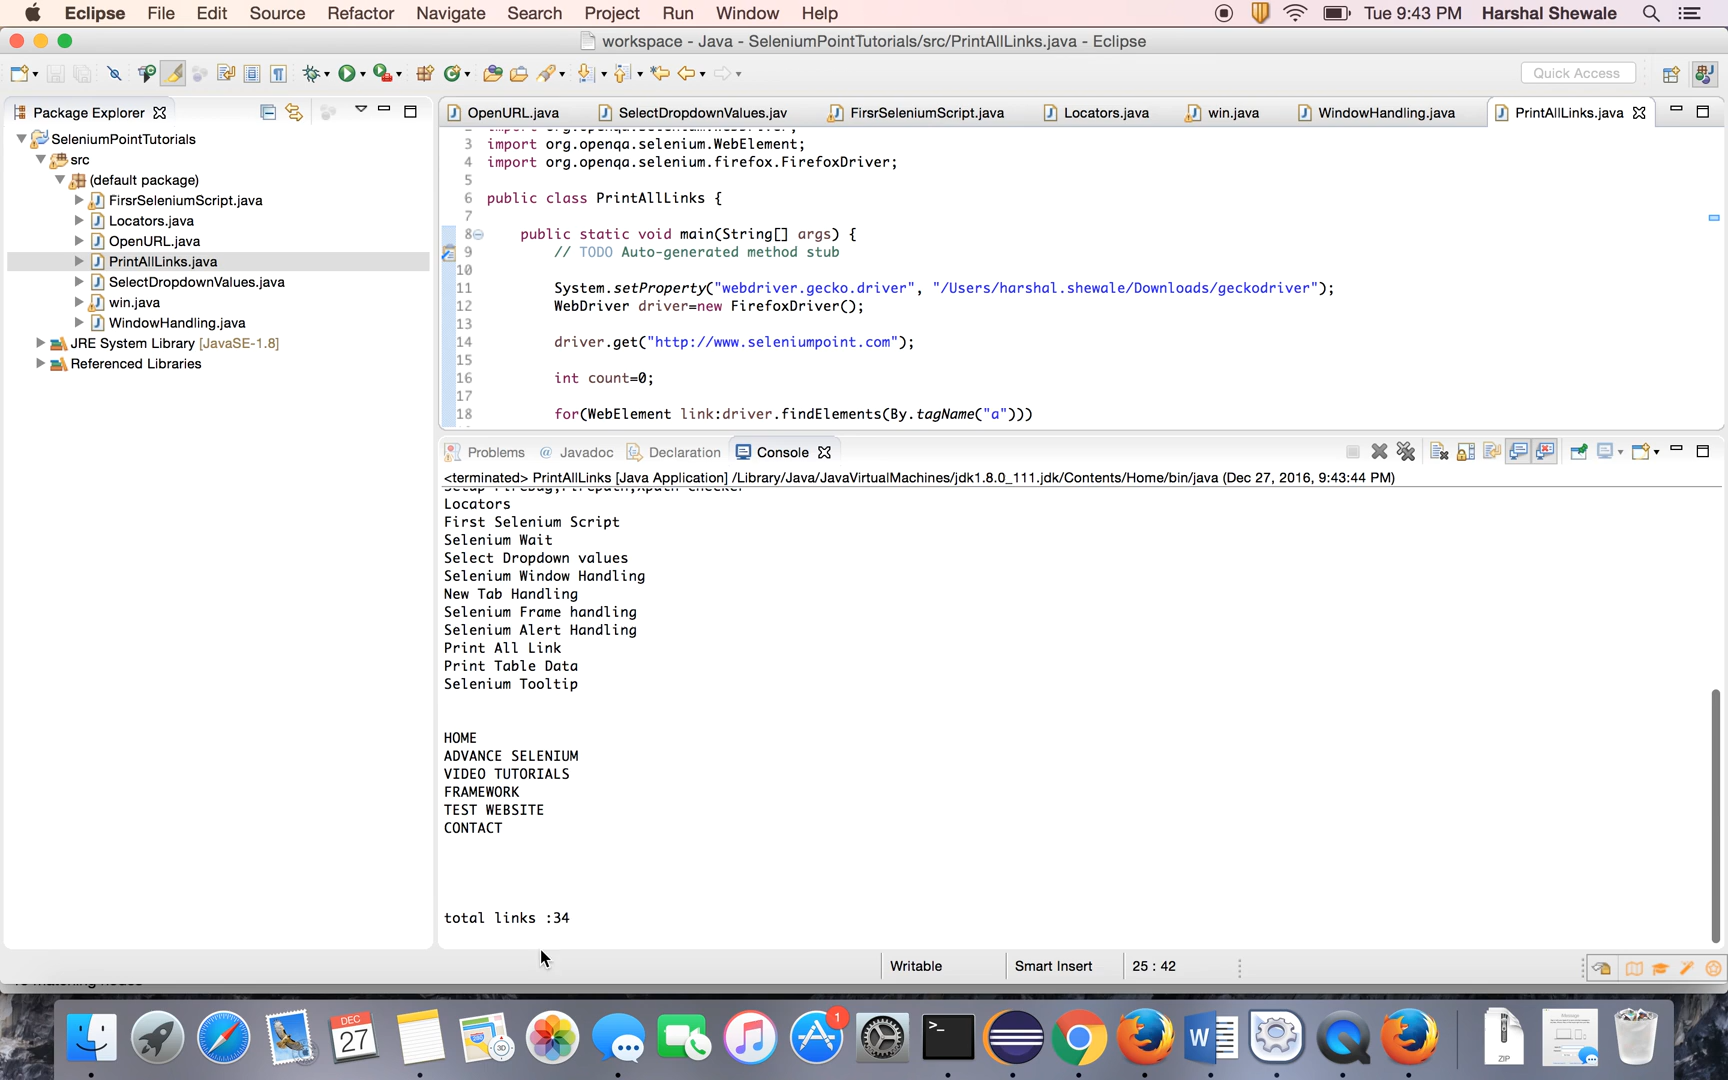 Eclipse File Edit Source Refactor Navigate Search Project Run Window Help Tue 9:43 PM Harshal Shewale
workspace - Java - SeleniumPointTutorials/src/PrintAllLinks.java - Eclipse
Quick Access
Package Explorer
SeleniumPointTutorials
src
(default package)
FirsrSeleniumScript.java
Locators.java
OpenURL.java
PrintAllLinks.java
SelectDropdownValues.java
win.java
WindowHandling.java
JRE System Library [JavaSE-1.8]
Referenced Libraries
OpenURL.java SelectDropdownValues.jav FirsrSeleniumScript.java Locators.java win.java WindowHandling.java PrintAllLinks.java
3 import org.openqa.selenium.WebElement;
4 import org.openqa.selenium.firefox.FirefoxDriver;
5
6 public class PrintAllLinks {
7
8 public static void main(String[] args) {
9 // TODO Auto-generated method stub
10
11 System.setProperty("webdriver.gecko.driver", "/Users/harshal.shewale/Downloads/geckodriver");
12 WebDriver driver=new FirefoxDriver();
13
14 driver.get("http://www.seleniumpoint.com");
15
16 int count=0;
17
18 for(WebElement link:driver.findElements(By.tagName("a")))
Problems @ Javadoc Declaration Console
<terminated> PrintAllLinks [Java Application] /Library/Java/JavaVirtualMachines/jdk1.8.0_111.jdk/Contents/Home/bin/java (Dec 27, 2016, 9:43:44 PM)
Locators
First Selenium Script
Selenium Wait
Select Dropdown values
Selenium Window Handling
New Tab Handling
Selenium Frame handling
Selenium Alert Handling
Print All Link
Print Table Data
Selenium Tooltip
HOME
ADVANCE SELENIUM
VIDEO TUTORIALS
FRAMEWORK
TEST WEBSITE
CONTACT
total links :34
Writable Smart Insert 25 : 42
DEC
27
30
1
ZIP